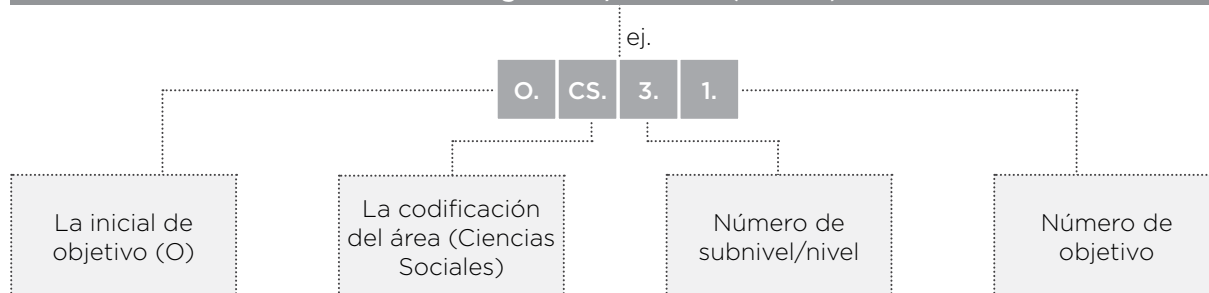 ej.
O. CS. 3. 1.
La inicial de
objetivo (O)
La codificación
del área (Ciencias
Sociales)
Número de
subnivel/nivel
Número de
objetivo